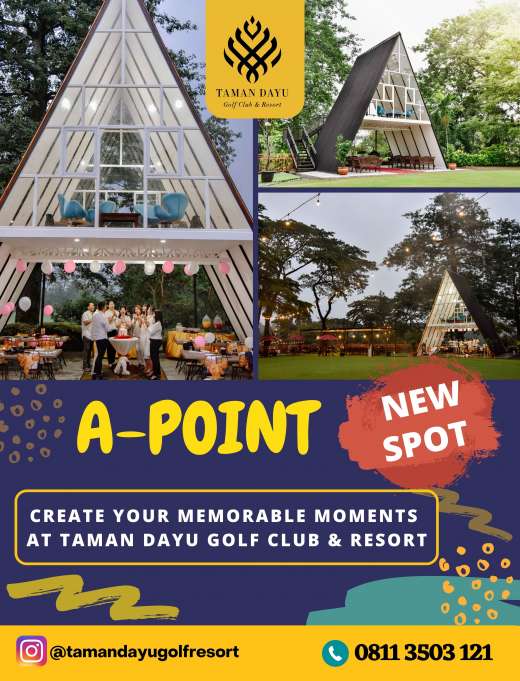 TAMAN DAYU
Golf Club & Resort
A-POINT
NEW
SPOT
CREATE YOUR MEMORABLE MOMENTS
AT TAMAN DAYU GOLF CLUB & RESORT
@tamandayugolfresort
0811 3503 121